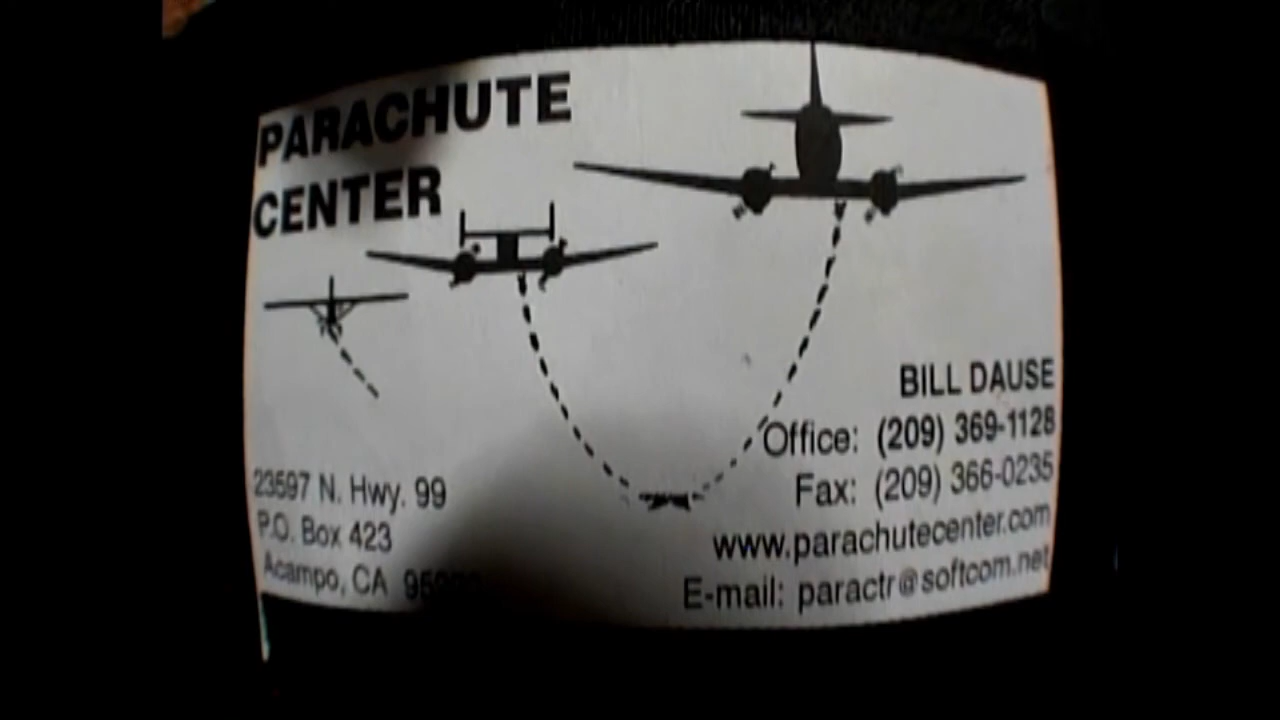 PARACHUTE
CENTER
BILL DAUSE
Office: (209) 369-1128
Fax: (209) 366-0235
www.parachutecenter.com
E-mail: paractr@softcom.net
23597 N. Hwy. 99
P.O. Box 423
Acampo, CA